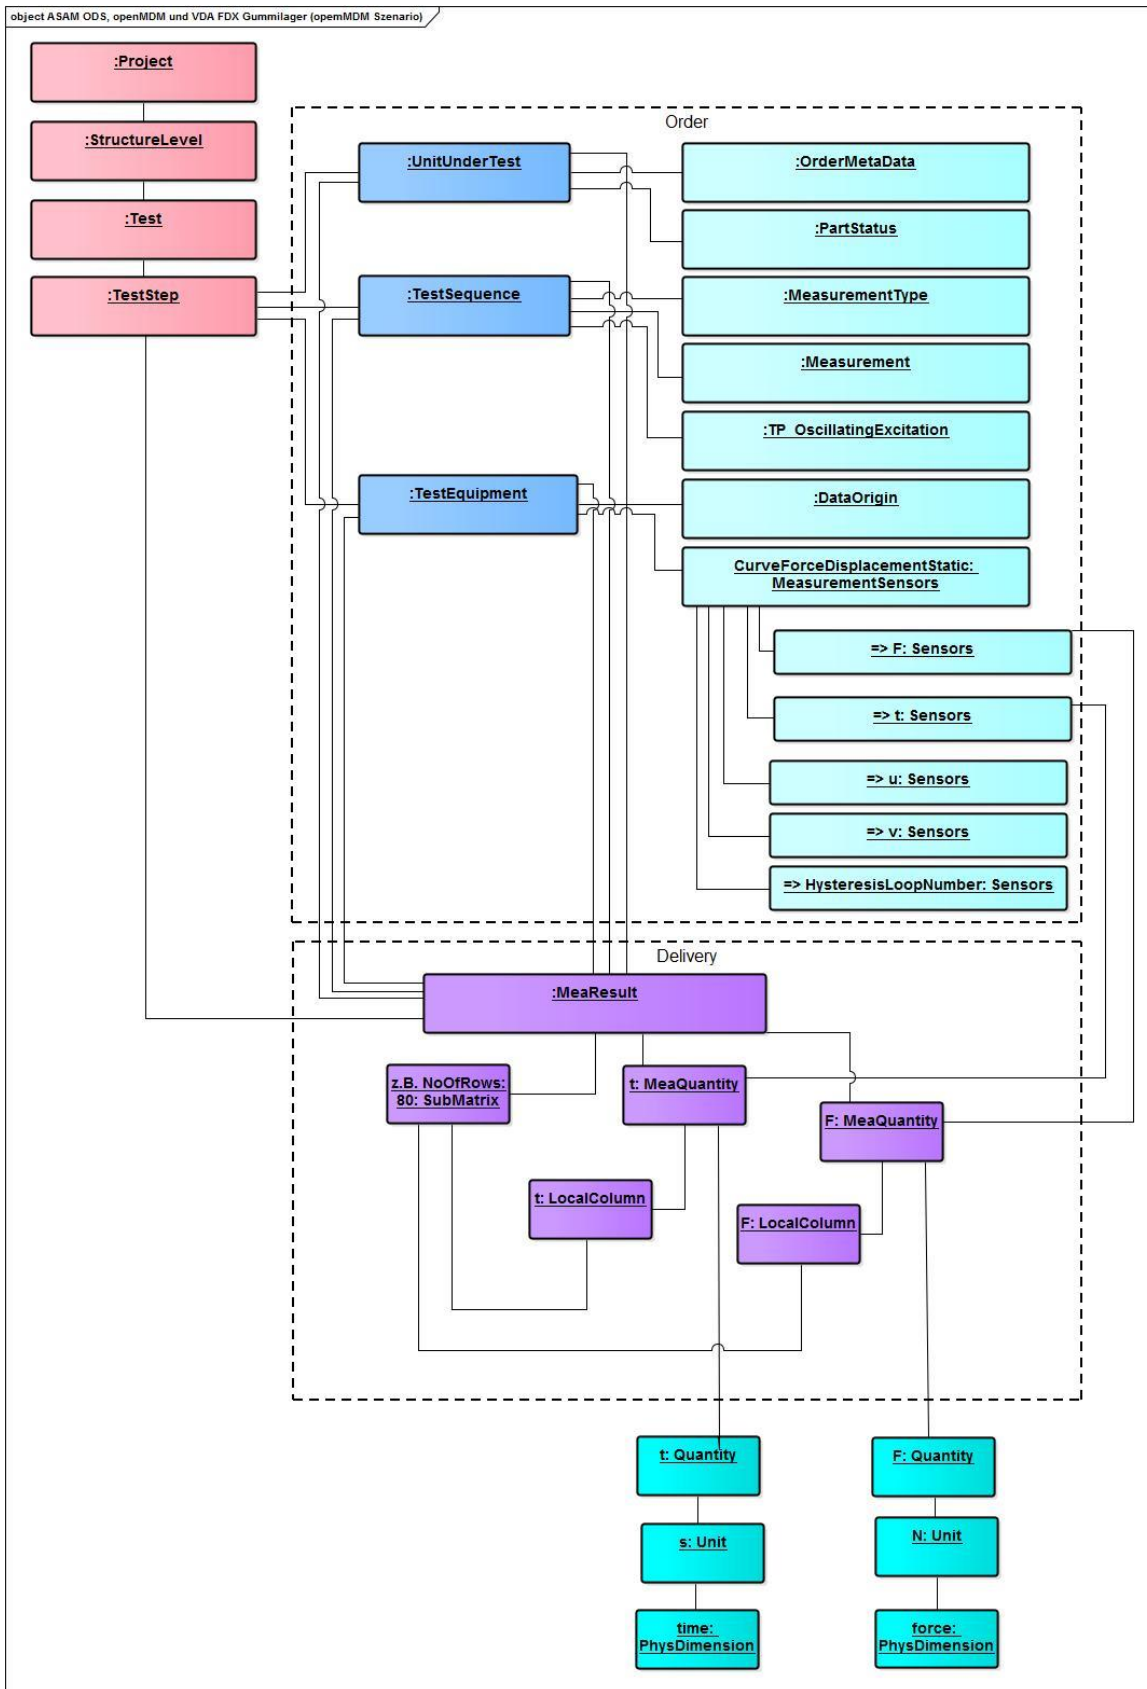 object ASAM ODS, openMDM und VDA FDX Gummilager (opemMDM Szenario)
:Project
:StructureLevel
:Test
:TestStep
Order
:UnitUnderTest
:OrderMetaData
:PartStatus
:TestSequence
:MeasurementType
:Measurement
:TP_OscillatingExcitation
:TestEquipment
:DataOrigin
CurveForceDisplacementStatic:
MeasurementSensors
=> F: Sensors
=> t: Sensors
=> u: Sensors
=> v: Sensors
=> HysteresisLoopNumber: Sensors
Delivery
:MeaResult
z.B. NoOfRows:
80: SubMatrix
t: MeaQuantity
F: MeaQuantity
t: LocalColumn
F: LocalColumn
t: Quantity
F: Quantity
s: Unit
N: Unit
time:
PhysDimension
force:
PhysDimension